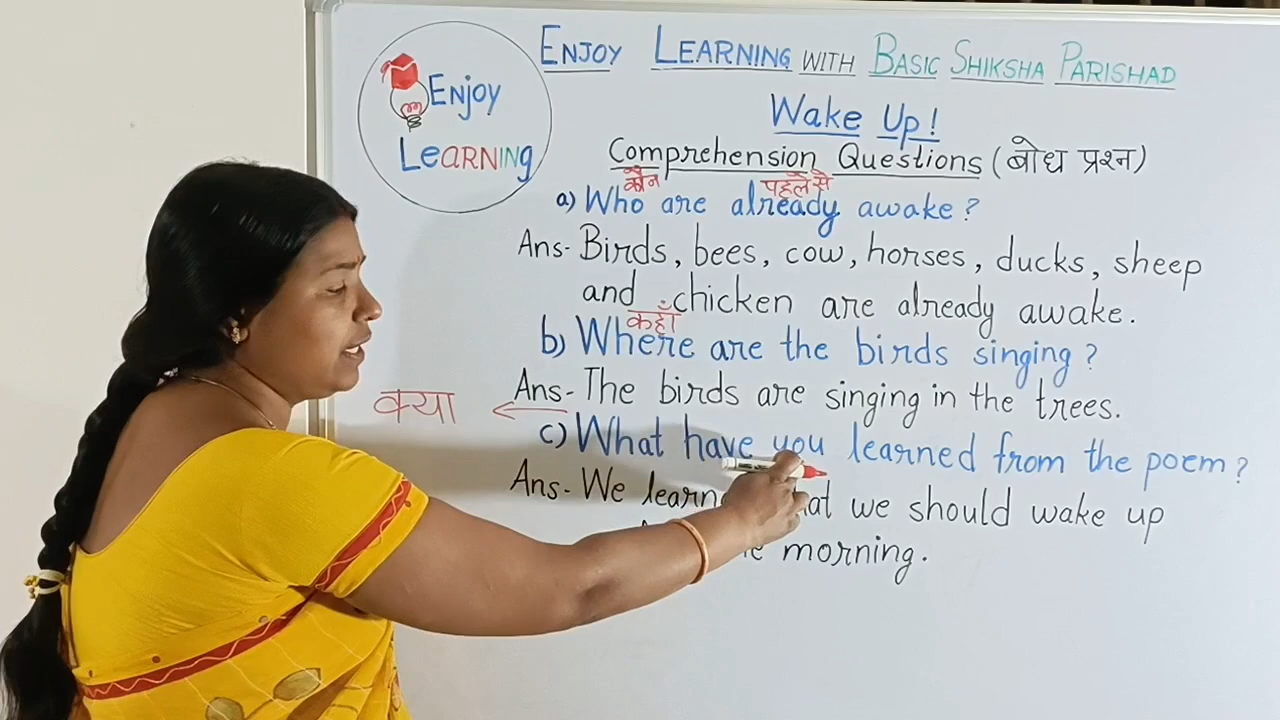 ENJOY LEARNING WITH BASIC SHIKSHA PARISHAD
Enjoy
LeARNINg
Wake Up!
Comprehension Questions (बोध प्रश्न)
कौन पहले से
a) Who are already awake?
Ans- Birds, bees, cow, horses, ducks, sheep
and chicken are already awake.
कहाँ
b) Where are the birds singing?
Ans- The birds are singing in the trees.
क्या
c) What have you learned from the poem?
Ans- We learn we should wake up
morning.